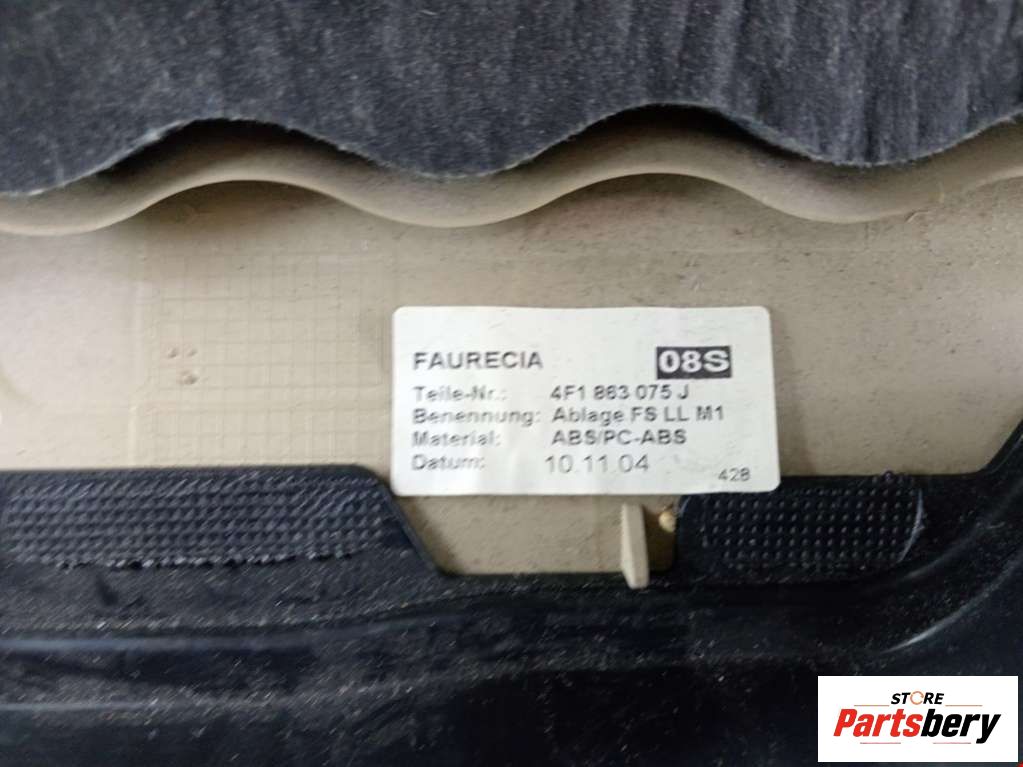 FAURECIA 08S
Teile-Nr.: 4F1 863 075 J
Benennung: Ablage FS LL M1
Material: ABS/PC-ABS
Datum: 10.11.04
428
STORE
Partsbery